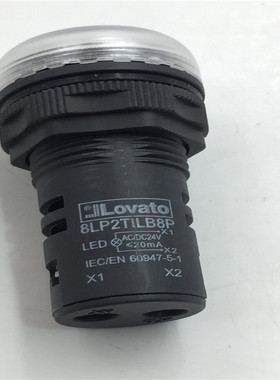 Lovato
8LP2TILB8P
LED AC/DC24V X1
≤20mA X2
IEC/EN 60947-5-1
X1 X2